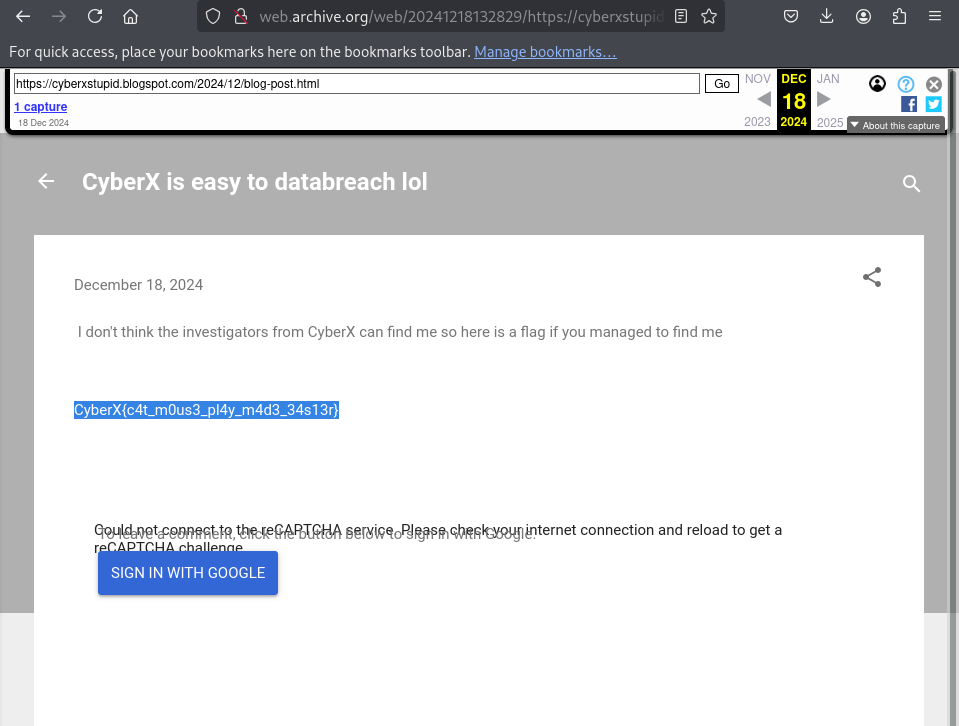 web.archive.org/web/20241218132829/https://cyberxstupid
For quick access, place your bookmarks here on the bookmarks toolbar. Manage bookmarks…
https://cyberxstupid.blogspot.com/2024/12/blog-post.html Go NOV DEC JAN
1 capture 18
18 Dec 2024 2023 2024 2025 About this capture
CyberX is easy to databreach lol
December 18, 2024
I don't think the investigators from CyberX can find me so here is a flag if you managed to find me
CyberX{c4t_m0us3_pl4y_m4d3_34s13r}
Could not connect to the reCAPTCHA service. Please check your internet connection and reload to get a
To leave a comment, click the button below to sign in with Google.
reCAPTCHA challenge.
SIGN IN WITH GOOGLE